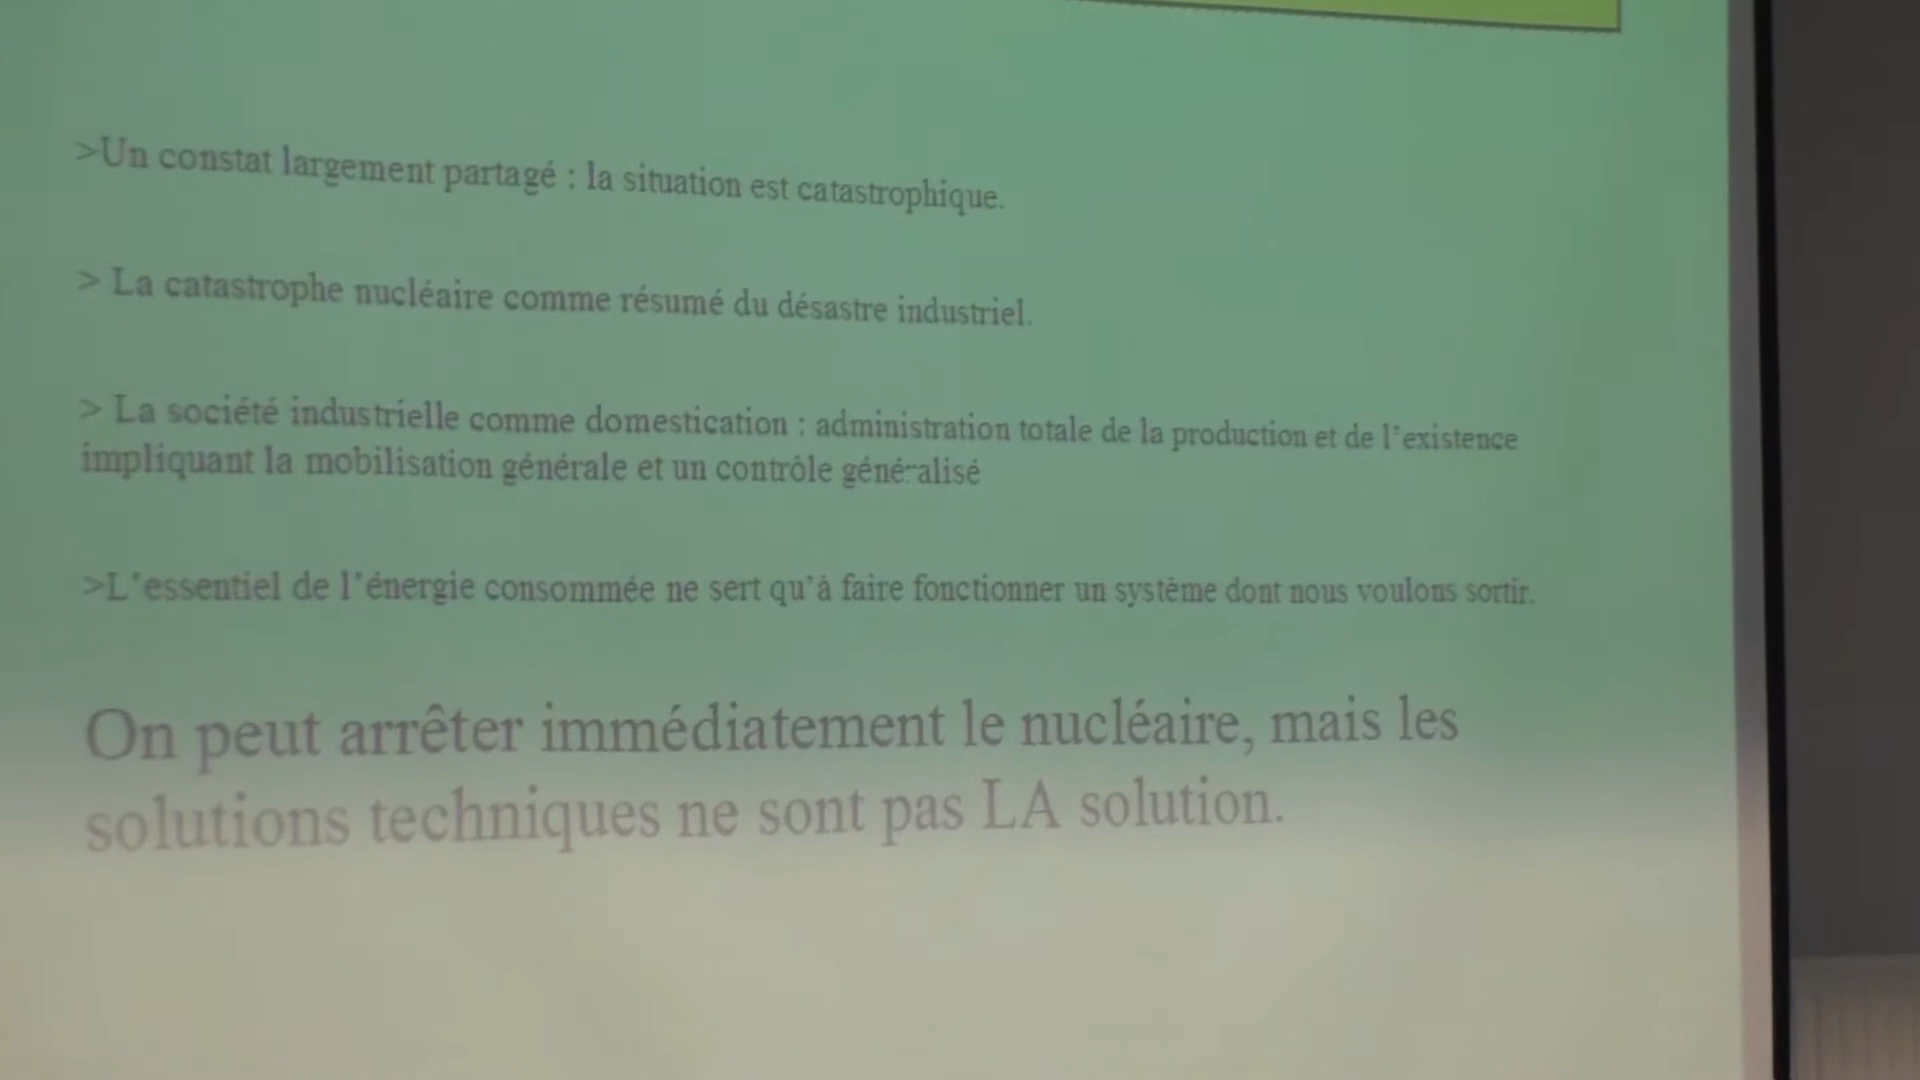 >Un constat largement partagé : la situation est catastrophique.
> La catastrophe nucléaire comme résumé du désastre industriel.
> La société industrielle comme domestication : administration totale de la production et de l'existence
impliquant la mobilisation générale et un contrôle généralisé
>L'essentiel de l'énergie consommée ne sert qu'à faire fonctionner un système dont nous voulons sortir.
On peut arrêter immédiatement le nucléaire, mais les
solutions techniques ne sont pas LA solution.